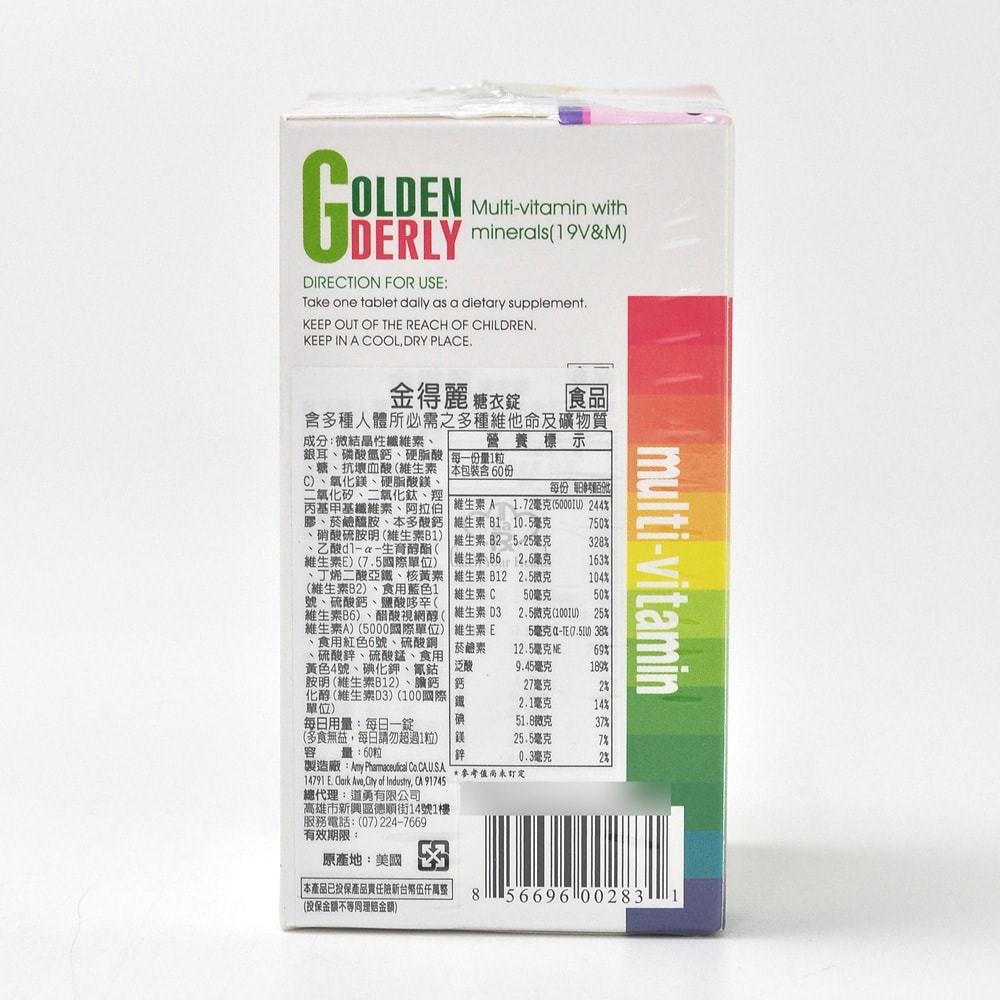 GOLDEN
DERLY
Multi-vitamin with
minerals(19V&M)
DIRECTION FOR USE:
Take one tablet daily as a dietary supplement.
KEEP OUT OF THE REACH OF CHILDREN.
KEEP IN A COOL,DRY PLACE.
金得麗 糖衣錠 食品
含多種人體所必需之多種維他命及礦物質
成分:微結晶性纖維素、
銀耳、磷酸氫鈣、硬脂酸
、糖、抗壞血酸(維生素
C)、氧化鎂、硬脂酸鎂、
二氧化矽、二氧化鈦、羥
丙基甲基纖維素、阿拉伯
膠、菸鹼醯胺、本多酸鈣
、硝酸硫胺明(維生素B1)
、乙酸dl-α-生育醇酯(
維生素E)(7.5國際單位)
、丁烯二酸亞鐵、核黃素
(維生素B2)、食用藍色1
號、硫酸鈣、鹽酸哆辛(
維生素B6)、醋酸視網醇(
維生素A)(5000國際單位)
、食用紅色6號、硫酸銅
、硫酸鋅、硫酸錳、食用
黃色4號、碘化鉀、氰鈷
胺明(維生素B12)、膽鈣
化醇(維生素D3)(100國際
單位)
每日用量:每日一錠
(多食無益,每日請勿超過1粒)
容 量:60粒
製造廠:Amy Pharmaceutical Co.CA.U.S.A.
14791 E. Clark Ave,City of Industry, CA 91745
總代理:道勇有限公司
高雄市新興區德順街14號1樓
服務電話:(07)224-7669
有效期限:
原產地:美國
本產品已投保產品責任險新台幣伍仟萬整
(投保金額不等同理賠金額)
營養標示
每一份量1粒
本包裝含60份
每份 每日參考值百分比
維生素 A 1.72毫克(5000IU) 244%
維生素 B1 10.5毫克 750%
維生素 B2 5.25毫克 328%
維生素 B6 2.6毫克 163%
維生素 B12 2.5微克 104%
維生素 C 50毫克 50%
維生素 D3 2.5微克(100IU) 25%
維生素 E 5毫克 α-TE(7.5IU) 38%
菸鹼素 12.5毫克 NE 69%
泛酸 9.45毫克 189%
鈣 27毫克 2%
鐵 2.1毫克 14%
碘 51.8微克 37%
鎂 25.5毫克 7%
鋅 0.3毫克 2%
*參考值尚未訂定
multi-vitamin
8 56696 00283 1